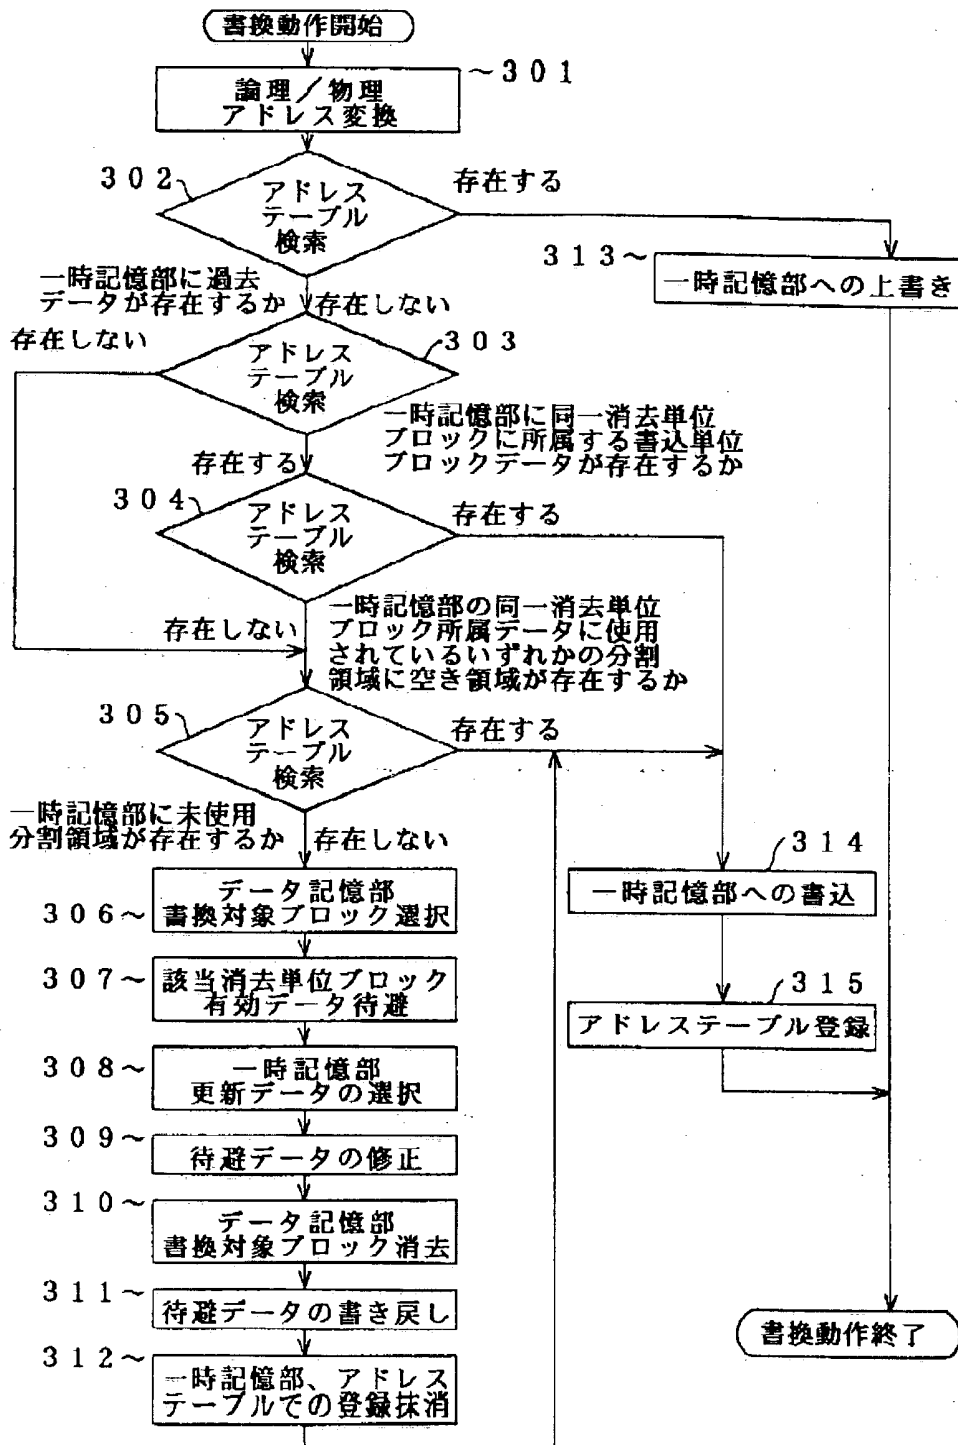 書換動作開始
~301
論理/物理
アドレス変換
302
アドレス
テーブル
検索
存在する
313~
一時記憶部への上書き
一時記憶部に過去
データが存在するか
存在しない
存在しない
303
アドレス
テーブル
検索
一時記憶部に同一消去単位
ブロックに所属する書込単位
ブロックデータが存在するか
存在する
304
アドレス
テーブル
検索
存在する
一時記憶部の同一消去単位
ブロック所属データに使用
されているいずれかの分割
領域に空き領域が存在するか
存在しない
305
アドレス
テーブル
検索
存在する
一時記憶部に未使用
分割領域が存在するか
存在しない
314
一時記憶部への書込
306~
データ記憶部
書換対象ブロック選択
307~
該当消去単位ブロック
有効データ待避
315
アドレステーブル登録
308~
一時記憶部
更新データの選択
309~
待避データの修正
310~
データ記憶部
書換対象ブロック消去
311~
待避データの書き戻し
書換動作終了
312~
一時記憶部、アドレス
テーブルでの登録抹消